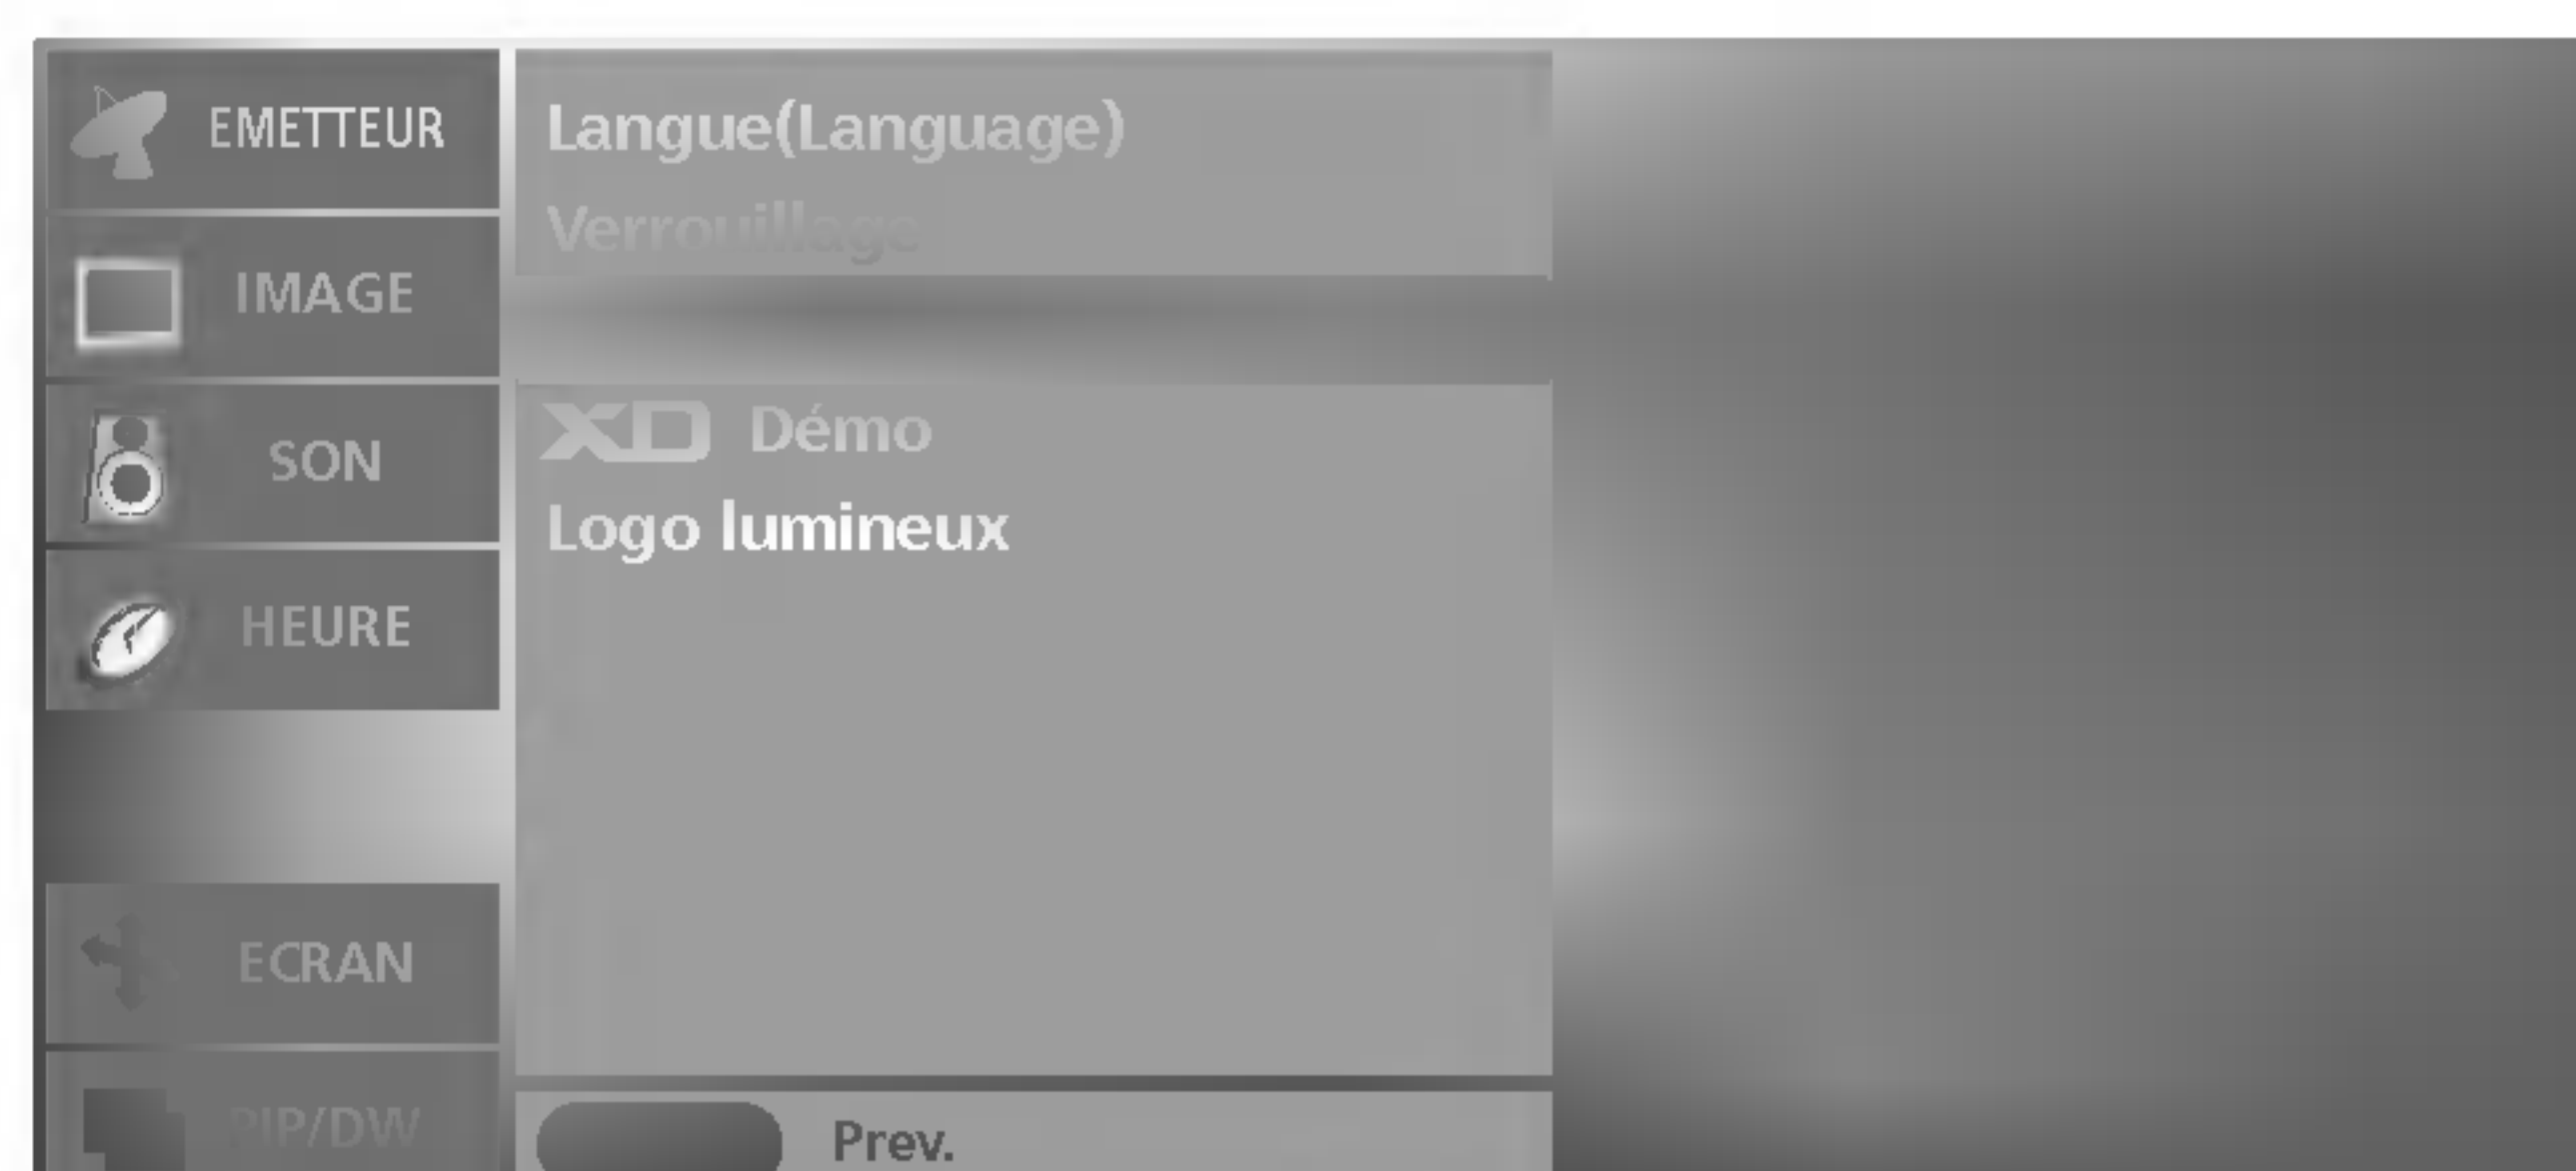 EMETTEUR
IMAGE
SON
HEURE
ECRAN
PIP/DW
Langue(Language)
Verrouillage
XD Démo
Logo lumineux
Prev.